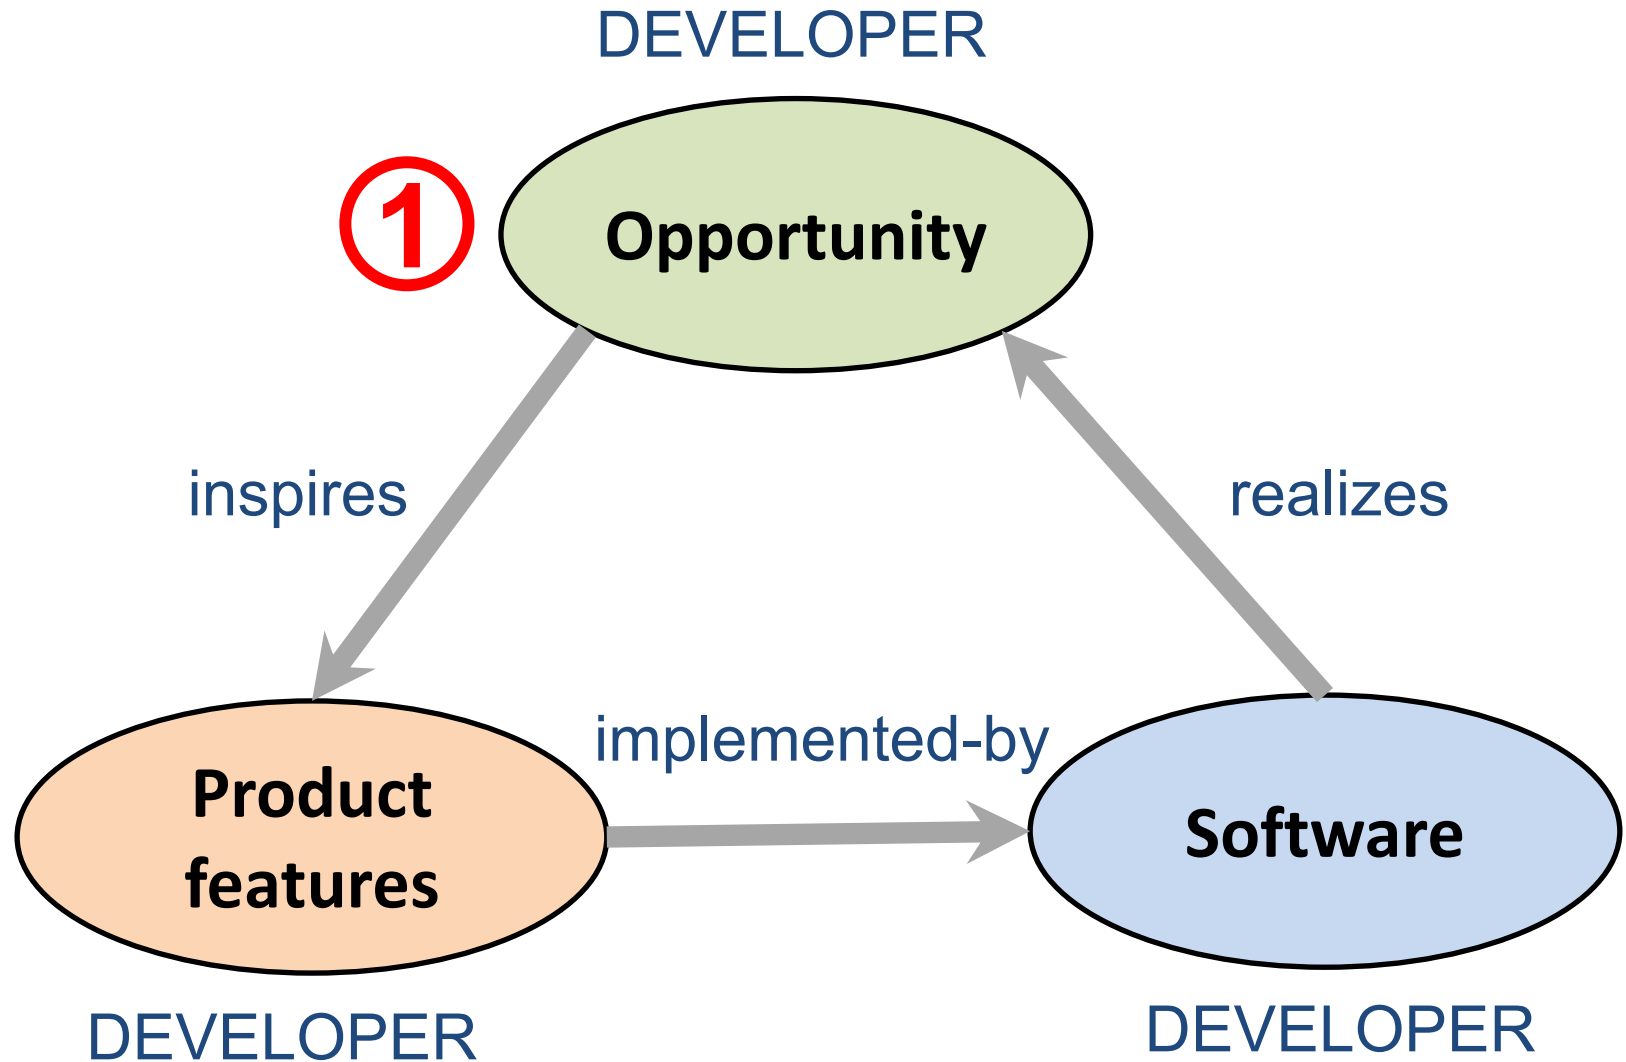 DEVELOPER
1
Opportunity
inspires
realizes
implemented-by
Product
features
Software
DEVELOPER
DEVELOPER